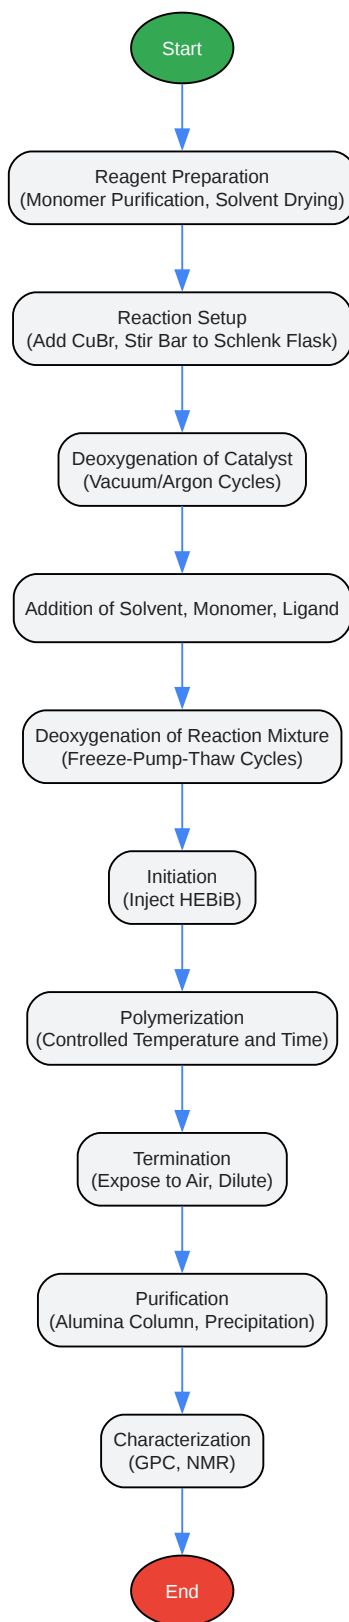 Start
Reagent Preparation
(Monomer Purification, Solvent Drying)
Reaction Setup
(Add CuBr, Stir Bar to Schlenk Flask)
Deoxygenation of Catalyst
(Vacuum/Argon Cycles)
Addition of Solvent, Monomer, Ligand
Deoxygenation of Reaction Mixture
(Freeze-Pump-Thaw Cycles)
Initiation
(Inject HEBiB)
Polymerization
(Controlled Temperature and Time)
Termination
(Expose to Air, Dilute)
Purification
(Alumina Column, Precipitation)
Characterization
(GPC, NMR)
End